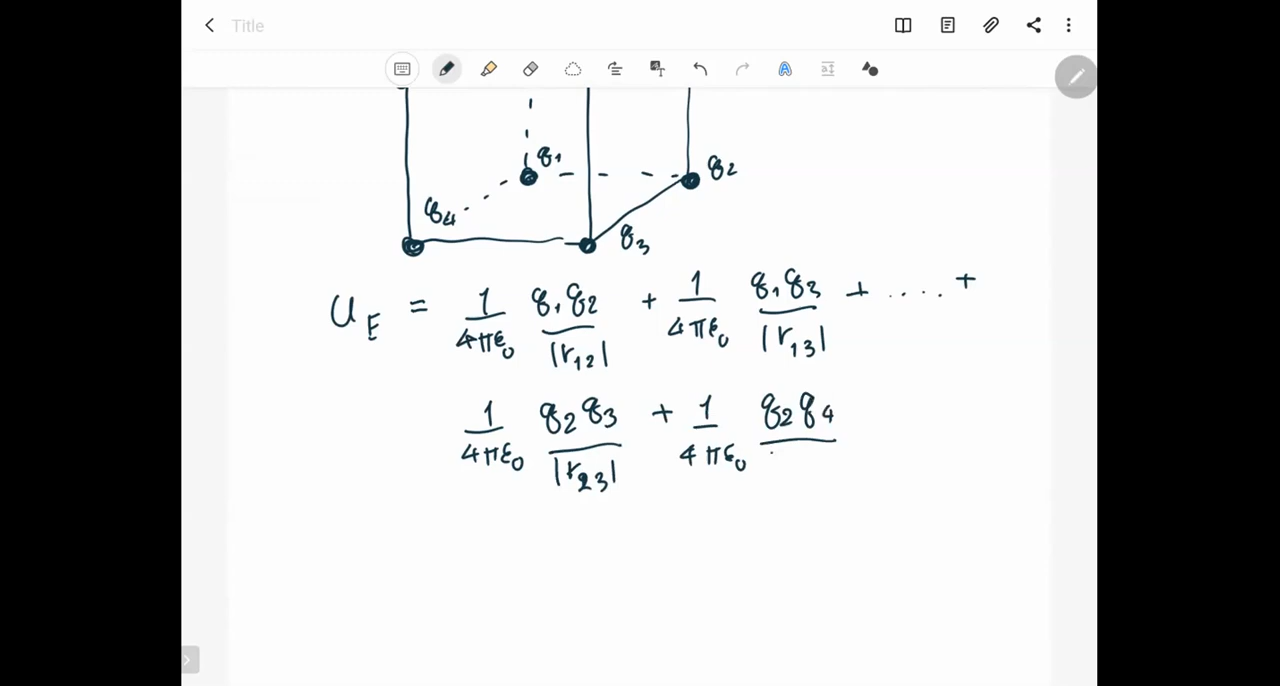 Title
q1
q2
q4
q3
U_E = 1/4πε0 q1q2/|r12| + 1/4πε0 q1q3/|r13| + .... +
1/4πε0 q2q3/|r23| + 1/4πε0 q2q4